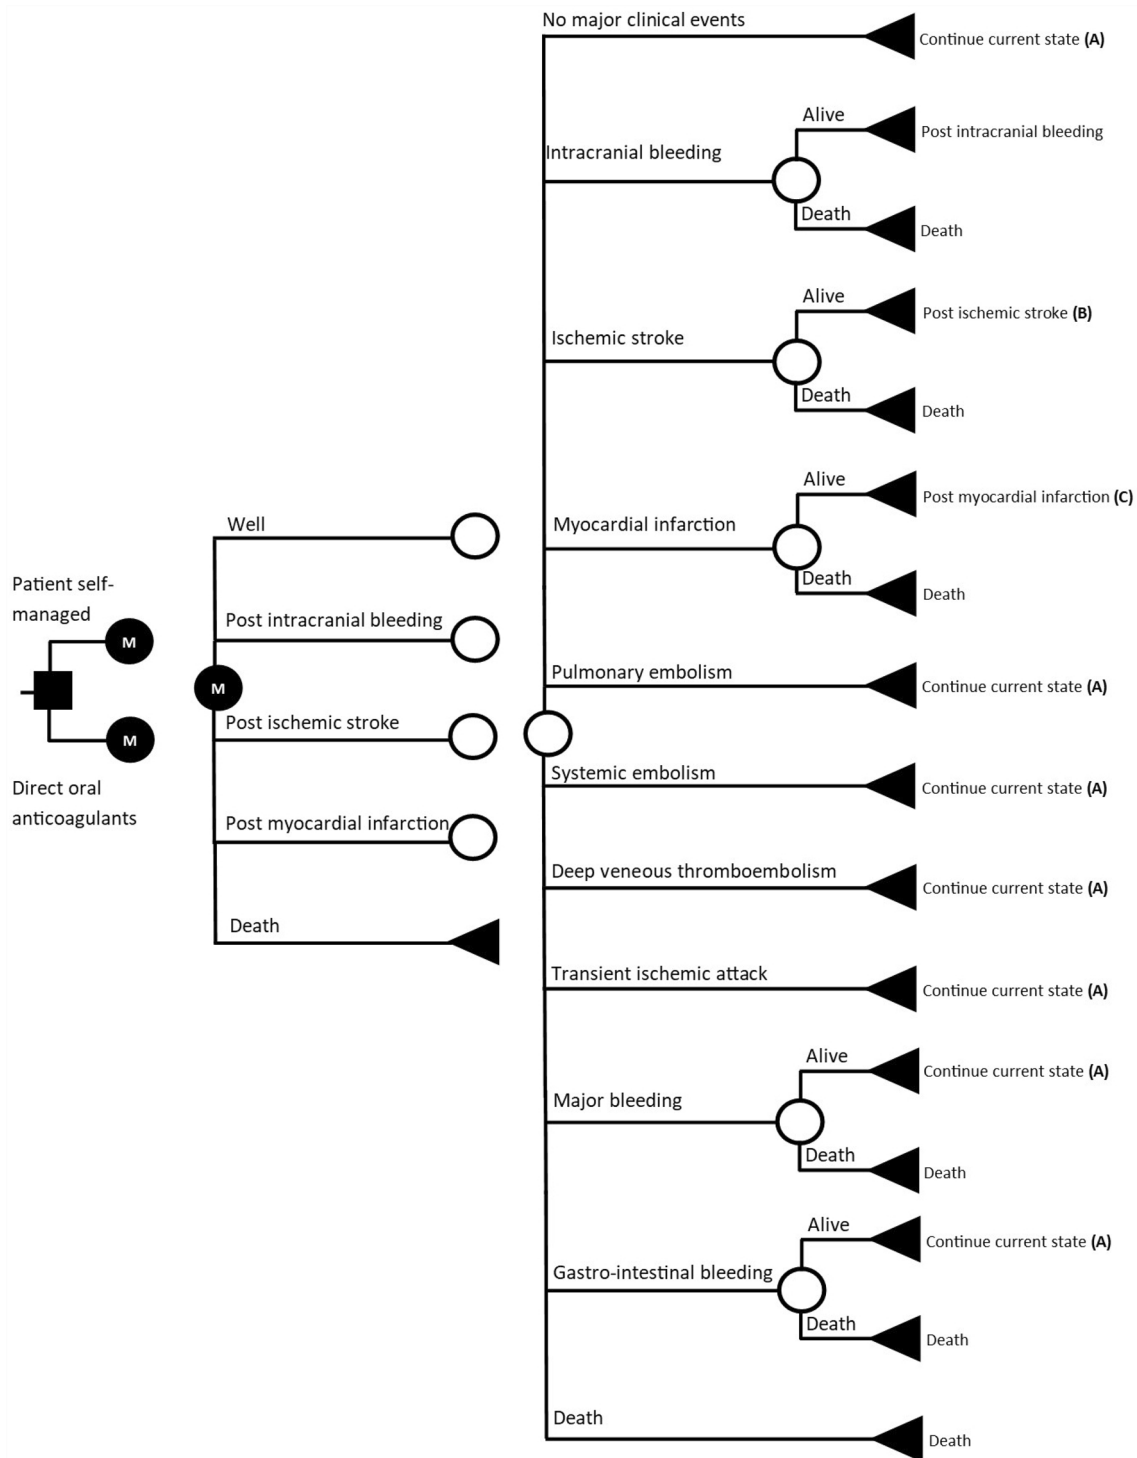 Patient self-
managed
M
M
Direct oral
anticoagulants
M
Well
Post intracranial bleeding
Post ischemic stroke
Post myocardial infarction
Death
No major clinical events
Continue current state (A)
Intracranial bleeding
Alive
Post intracranial bleeding
Death
Death
Ischemic stroke
Alive
Post ischemic stroke (B)
Death
Death
Myocardial infarction
Alive
Post myocardial infarction (C)
Death
Death
Pulmonary embolism
Continue current state (A)
Systemic embolism
Continue current state (A)
Deep veneous thromboembolism
Continue current state (A)
Transient ischemic attack
Continue current state (A)
Major bleeding
Alive
Continue current state (A)
Death
Death
Gastro-intestinal bleeding
Alive
Continue current state (A)
Death
Death
Death
Death